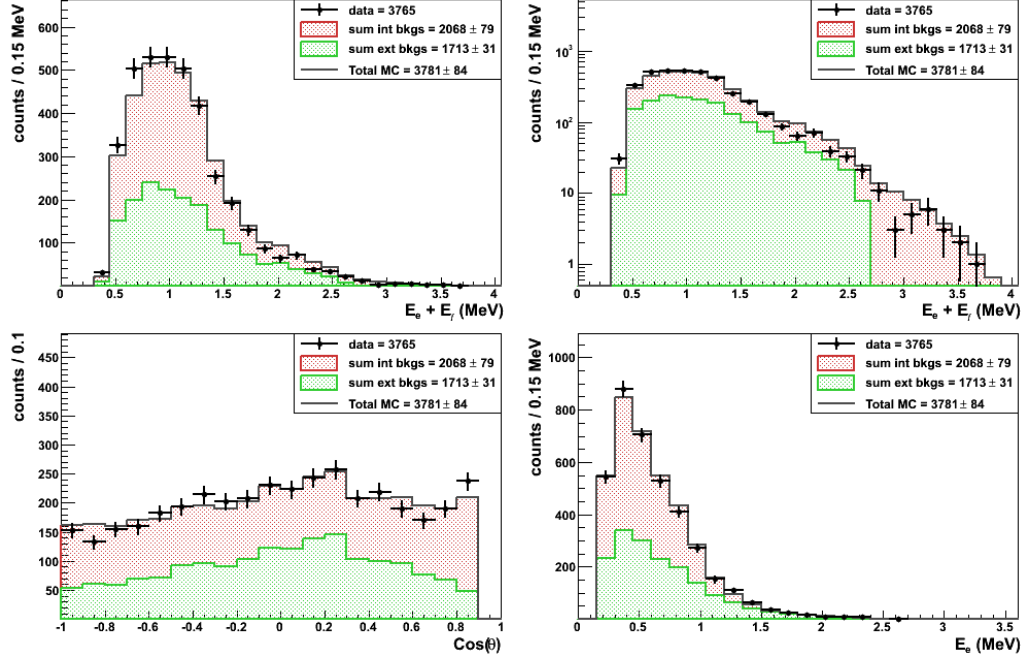 counts / 0.15 MeV
600
500
400
300
200
100
data = 3765
sum int bkgs = 2068 ± 79
sum ext bkgs = 1713 ± 31
Total MC = 3781 ± 84
0 0.5 1 1.5 2 2.5 3 3.5 4
E_e + E_γ (MeV)
counts / 0.15 MeV
10^3
10^2
10
1
data = 3765
sum int bkgs = 2068 ± 79
sum ext bkgs = 1713 ± 31
Total MC = 3781 ± 84
0 0.5 1 1.5 2 2.5 3 3.5 4
E_e + E_γ (MeV)
counts / 0.1
450
400
350
300
250
200
150
100
50
data = 3765
sum int bkgs = 2068 ± 79
sum ext bkgs = 1713 ± 31
Total MC = 3781 ± 84
-1 -0.8 -0.6 -0.4 -0.2 0 0.2 0.4 0.6 0.8 1
Cos(θ)
counts / 0.15 MeV
1000
800
600
400
200
0
data = 3765
sum int bkgs = 2068 ± 79
sum ext bkgs = 1713 ± 31
Total MC = 3781 ± 84
0 0.5 1 1.5 2 2.5 3 3.5
E_e (MeV)